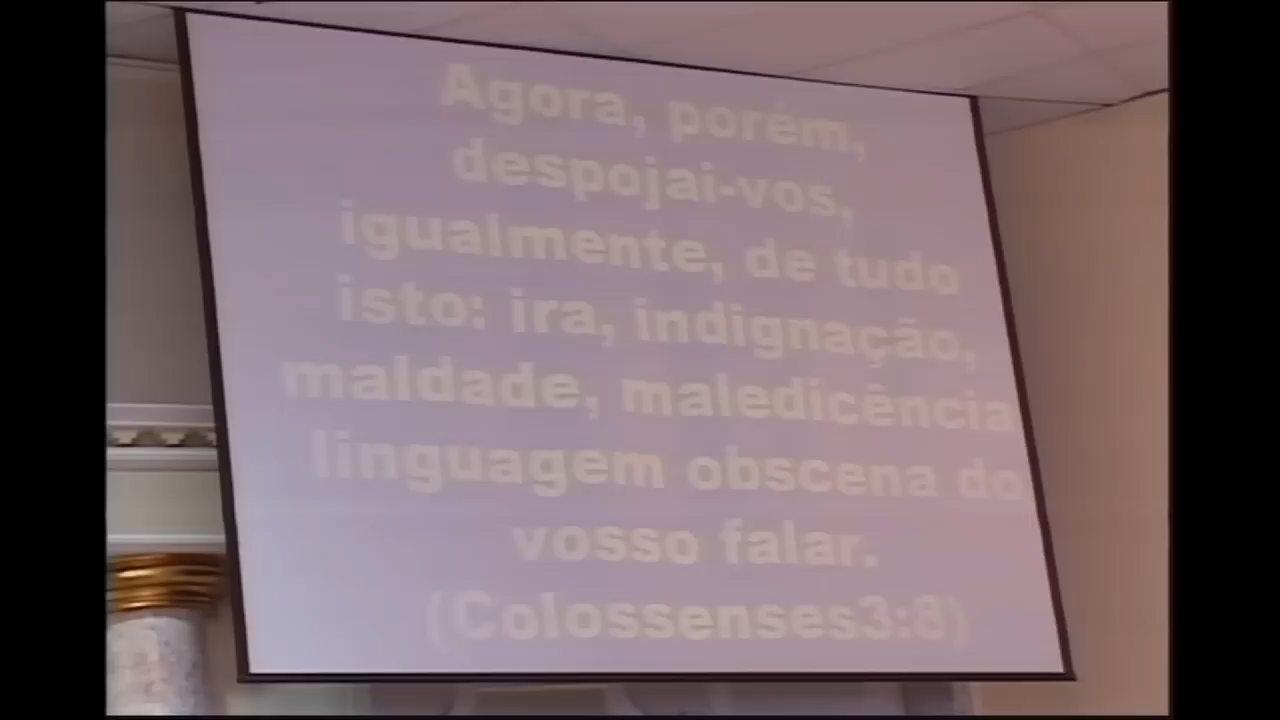 Agora, porém,
despojai-vos,
igualmente, de tudo
isto: ira, indignação,
maldade, maledicência
linguagem obscena do
vosso falar.
(Colossenses3:8)